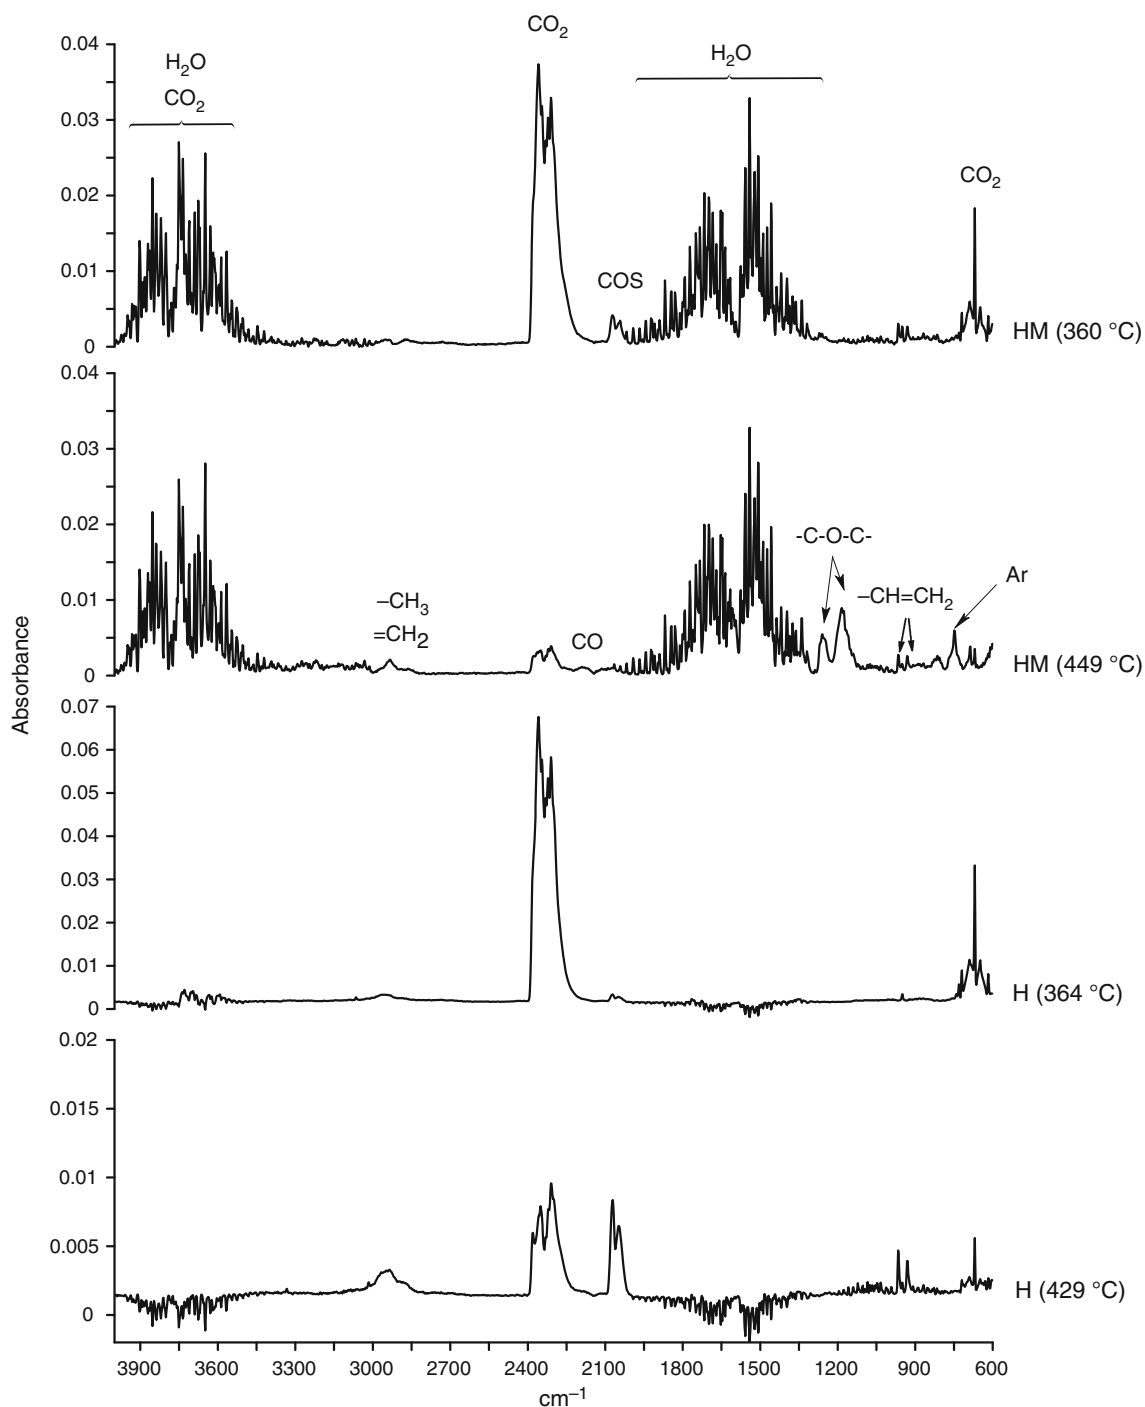 CO₂
0.04
H₂O
H₂O
CO₂
0.03
0.02
CO₂
0.01
COS
0
HM (360 °C)
0.04
0.03
0.02
-C-O-C-
Ar
0.01
–CH₃
–CH=CH₂
=CH₂
CO
0
HM (449 °C)
Absorbance
0.07
0.06
0.05
0.04
0.03
0.02
0.01
0
H (364 °C)
0.02
0.015
0.01
0.005
0
H (429 °C)
3900 3600 3300 3000 2700 2400 2100 1800 1500 1200 900 600
cm⁻¹